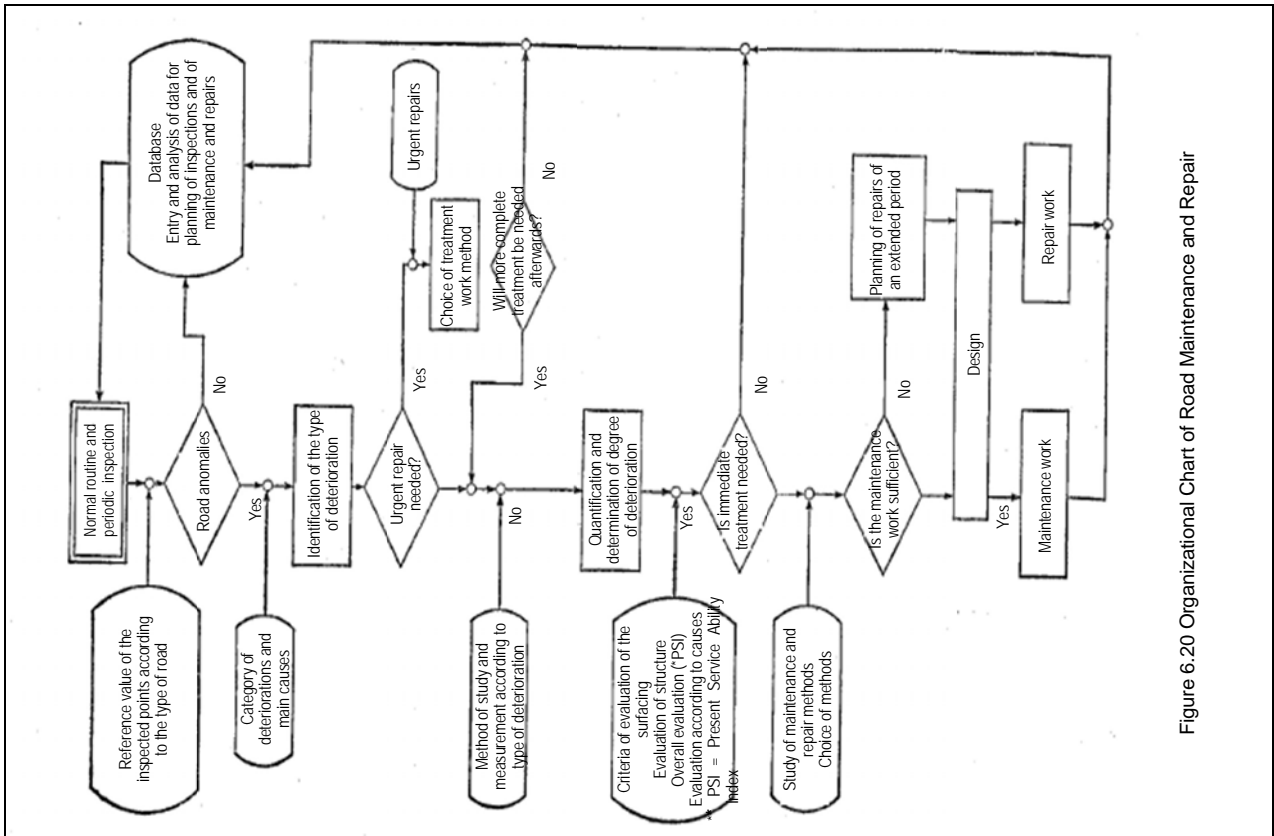 Normal routine and
periodic inspection
Database
Entry and analysis of data for
planning of inspections and of
maintenance and repairs
Reference value of the
inspected points according
to the type of road
Road anomalies
No
Yes
Category of
deteriorations and
main causes
Identification of the type
of deterioration
Urgent repairs
Urgent repair
needed?
Yes
Choice of treatment
work method
Will more complete
treatment be needed
afterwards?
No
Yes
No
Method of study and
measurement according to
type of deterioration
Quantification and
determination of degree
of deterioration
Criteria of evaluation of the
surfacing
Evaluation of structure
Overall evaluation (*PSI)
Evaluation according to causes
** PSI = Present Service Ability
Index
Yes
Is immediate
treatment needed?
No
Study of maintenance and
repair methods
Choice of methods
Is the maintenance
work sufficient?
No
Planning of repairs of
an extended period
Design
Yes
Maintenance work
Repair work
Figure 6.20 Organizational Chart of Road Maintenance and Repair